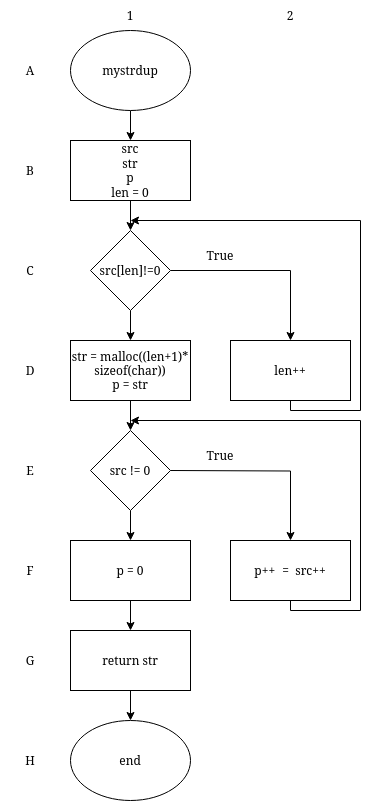 1
2
A
mystrdup
B
src
str
p
len = 0
C
src[len]!=0
True
D
str = malloc((len+1)*
sizeof(char))
p = str
len++
E
src != 0
True
F
p = 0
p++ = src++
G
return str
H
end